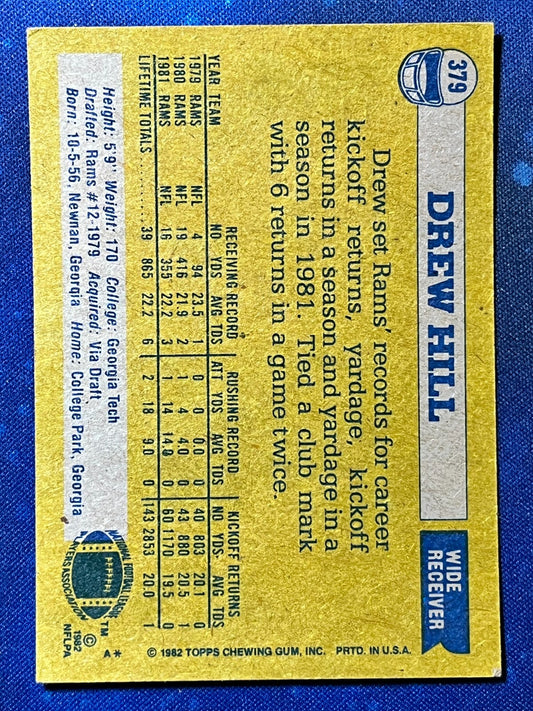 379
DREW HILL
WIDE
RECEIVER
Drew set Rams' records for career
kickoff returns, yardage, kickoff
returns in a season and yardage in a
season in 1981. Tied a club mark
with 6 returns in a game twice.
RECEIVING RECORD RUSHING RECORD KICKOFF RETURNS
YEAR TEAM NO YDS AVG TDS ATT YDS AVG TDS NO YDS AVG TDS
1979 RAMS NFL 4 94 23.5 1 0 0 0.0 0 40 803 20.1 0
1980 RAMS NFL 19 416 21.9 2 1 4 4.0 0 43 880 20.5 1
1981 RAMS NFL 16 355 22.2 3 1 14 14.0 0 60 1170 19.5 0
LIFETIME TOTALS 39 865 22.2 6 2 18 9.0 0 143 2853 20.0 1
Height: 5'9" Weight: 170 College: Georgia Tech
Drafted: Rams #12-1979 Acquired: Via Draft
Born: 10-5-56, Newman, Georgia Home: College Park, Georgia
NATIONAL FOOTBALL LEAGUE
PLAYERS ASSOCIATION
TM
© 1982
NFLPA
A*
© 1982 TOPPS CHEWING GUM, INC. PRTD. IN U.S.A.